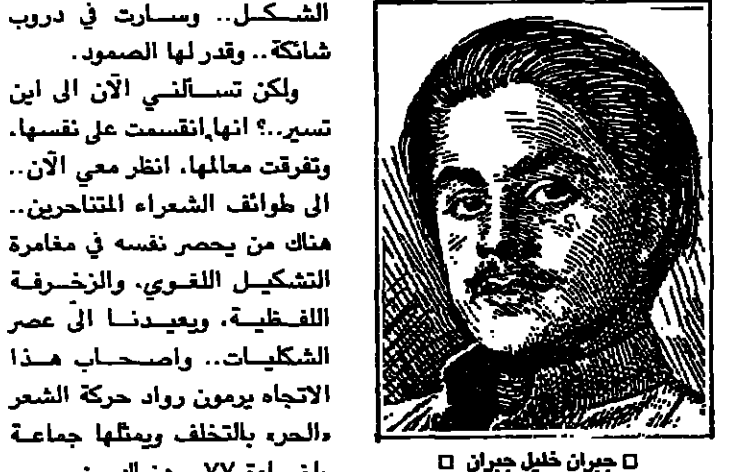 الشكل.. وسارت في دروب
شائكة.. وقدر لها الصمود.
ولكن تسألني الآن الى اين
تسير..؟ انها انقسمت على نفسها.
وتفرقت معالمها. انظر معي الآن..
الى طوائف الشعراء المتناحرين..
هناك من يحصر نفسه في مغامرة
التشكيل اللغوي، والزخرفة
اللفظية، ويعيدنا الى عصر
الشكليات.. واصحاب هذا
الاتجاه يرمون رواد حركة الشعر
«الحر» بالتخلف ويمثلها جماعة
٧٧
□ جبران خليل جبران □